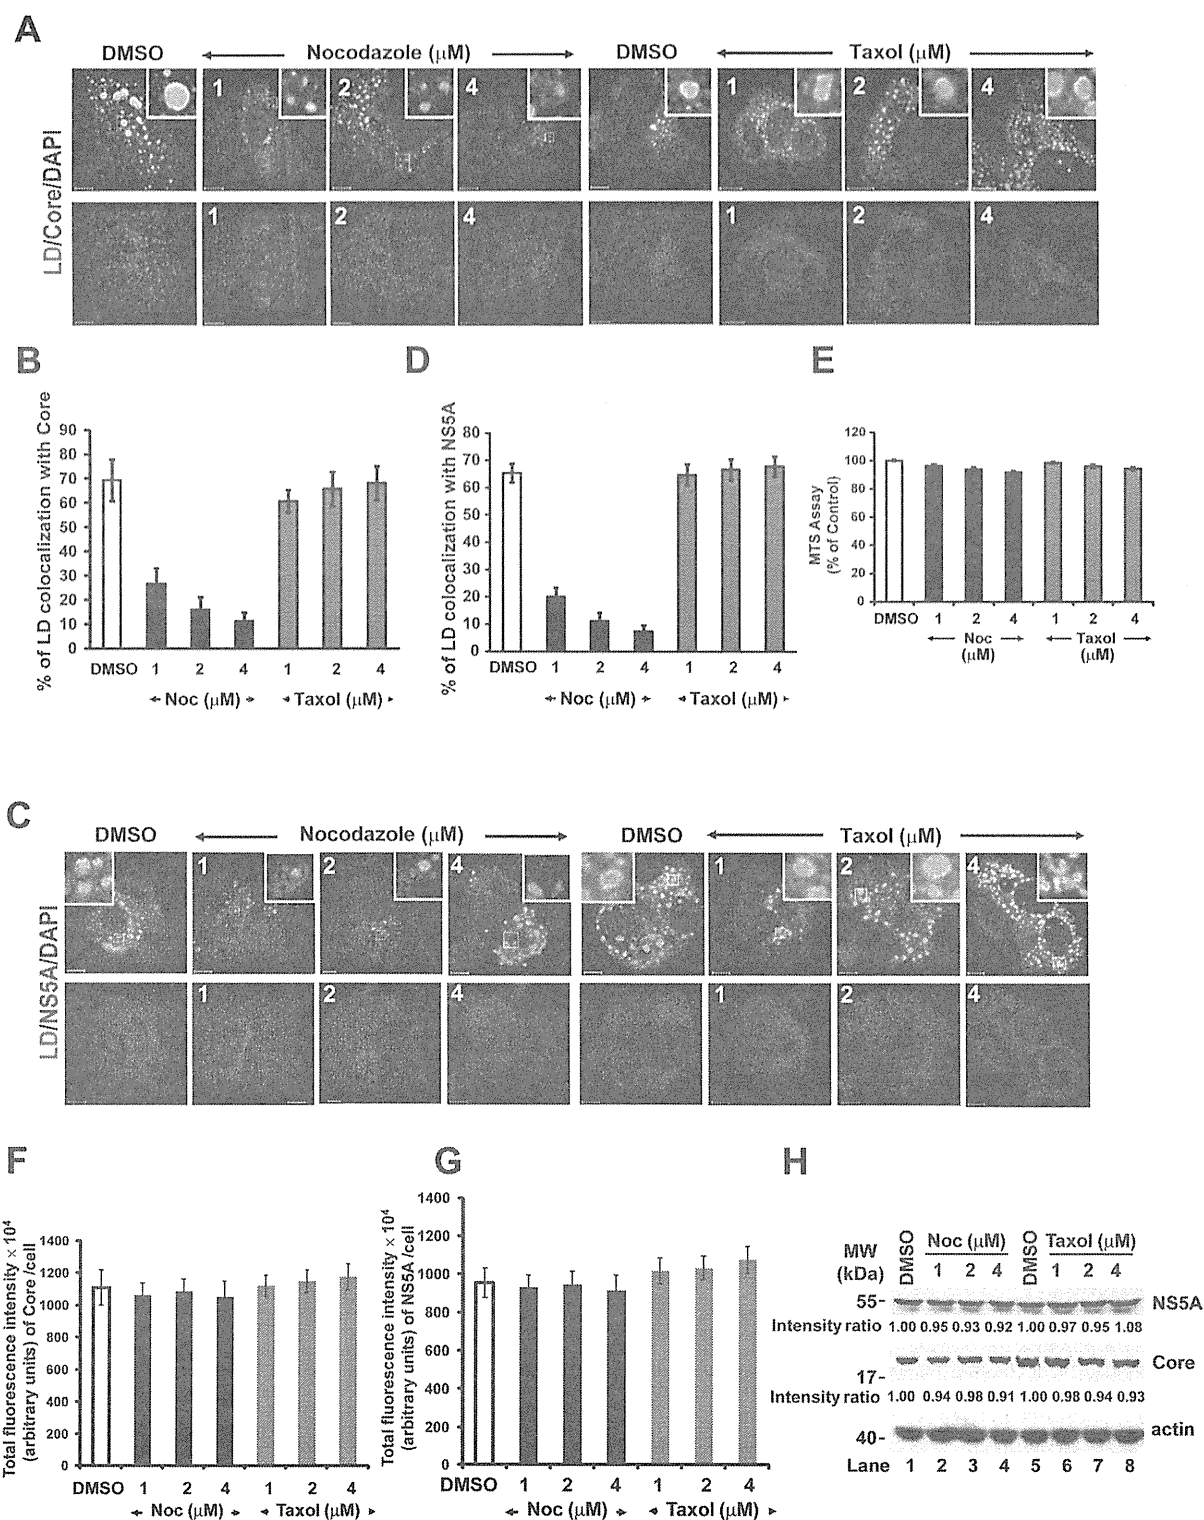 A
DMSO Nocodazole (μM) DMSO Taxol (μM)
1 2 4 1 2 4
LD/Core/DAPI
1 2 4 1 2 4
B
% of LD colocalization with Core
90
80
70
60
50
40
30
20
10
0
DMSO 1 2 4 1 2 4
Noc (μM) Taxol (μM)
D
% of LD colocalization with NS5A
80
70
60
50
40
30
20
10
0
DMSO 1 2 4 1 2 4
Noc (μM) Taxol (μM)
E
MTS Assay
(% of Control)
120
100
80
60
40
20
0
DMSO 1 2 4 1 2 4
Noc Taxol
(μM) (μM)
C
DMSO Nocodazole (μM) DMSO Taxol (μM)
1 2 4 1 2 4
LD/NS5A/DAPI
1 2 4 1 2 4
F
Total fluorescence intensity × 10⁴
(arbitrary units) of Core /cell
1400
1200
1000
800
600
400
200
0
DMSO 1 2 4 1 2 4
Noc (μM) Taxol (μM)
G
Total fluorescence intensity × 10⁴
(arbitrary units) of NS5A /cell
1400
1200
1000
800
600
400
200
0
DMSO 1 2 4 1 2 4
Noc (μM) Taxol (μM)
H
MW
(kDa)
DMSO Noc (μM) DMSO Taxol (μM)
1 2 4 1 2 4
55- NS5A
Intensity ratio 1.00 0.95 0.93 0.92 1.00 0.97 0.95 1.08
Core
17-
Intensity ratio 1.00 0.94 0.98 0.91 1.00 0.98 0.94 0.93
40- actin
Lane 1 2 3 4 5 6 7 8